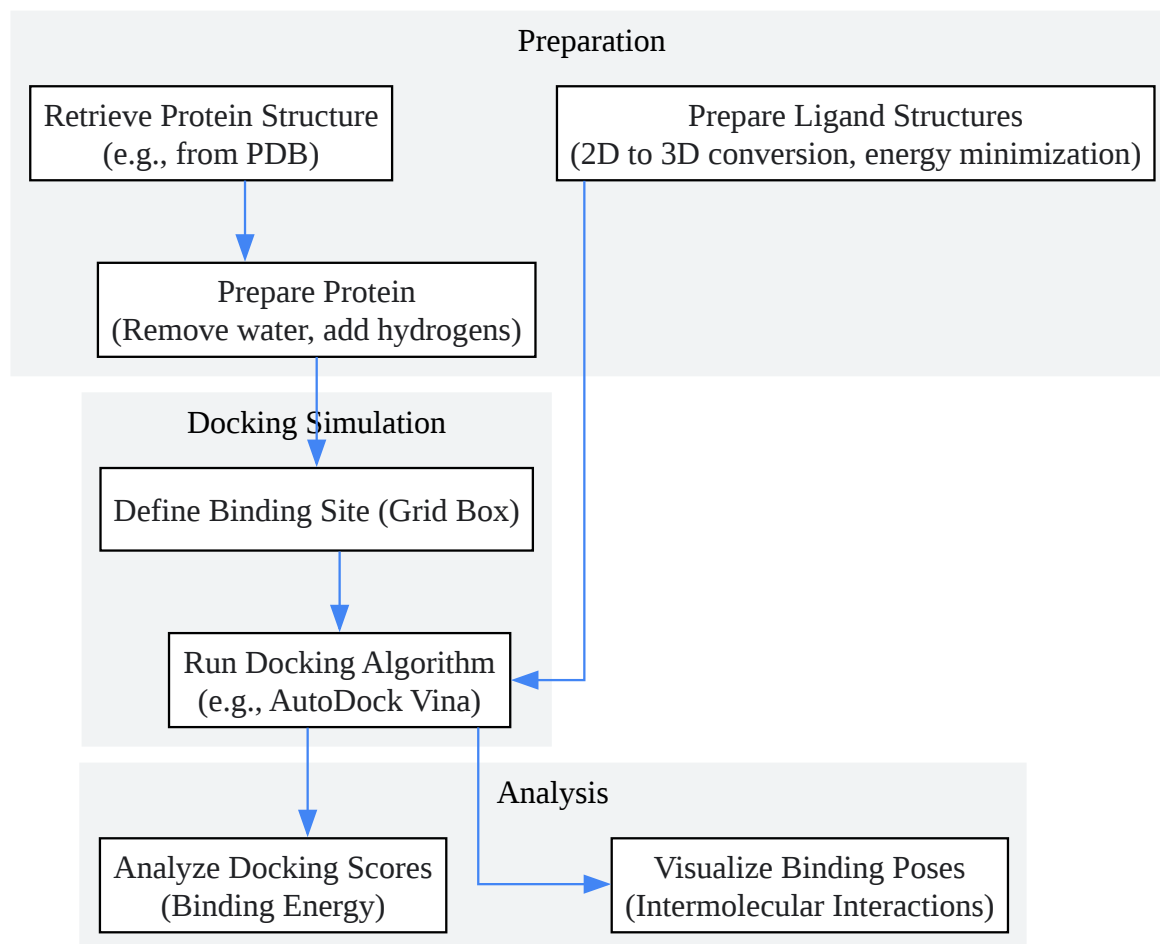 Preparation
Retrieve Protein Structure
(e.g., from PDB)
Prepare Ligand Structures
(2D to 3D conversion, energy minimization)
Prepare Protein
(Remove water, add hydrogens)
Docking Simulation
Define Binding Site (Grid Box)
Run Docking Algorithm
(e.g., AutoDock Vina)
Analysis
Analyze Docking Scores
(Binding Energy)
Visualize Binding Poses
(Intermolecular Interactions)